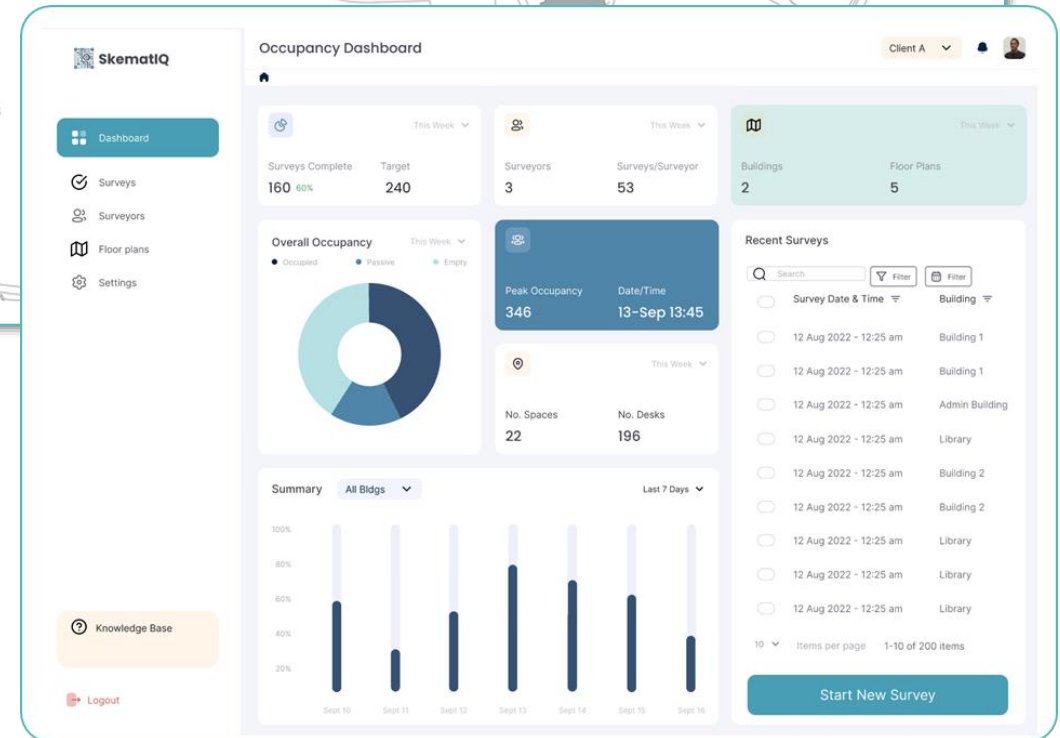 SkematIQ
Occupancy Dashboard
Client A
Dashboard
Surveys
Surveyors
Floor plans
Settings
Knowledge Base
Logout
This Week
Surveys Complete Target
160 60% 240
This Week
Surveyors Surveys/Surveyor
3 53
This Week
Buildings Floor Plans
2 5
Overall Occupancy This Week
Occupied Passive Empty
Peak Occupancy Date/Time
346 13-Sep 13:45
This Week
No. Spaces No. Desks
22 196
Summary All Bldgs Last 7 Days
100%
80%
60%
40%
20%
Sept 10 Sept 11 Sept 12 Sept 13 Sept 14 Sept 15 Sept 16
Recent Surveys
Search Filter Filter
Survey Date & Time Building
12 Aug 2022 - 12:25 am Building 1
12 Aug 2022 - 12:25 am Building 1
12 Aug 2022 - 12:25 am Admin Building
12 Aug 2022 - 12:25 am Library
12 Aug 2022 - 12:25 am Building 2
12 Aug 2022 - 12:25 am Building 2
12 Aug 2022 - 12:25 am Library
12 Aug 2022 - 12:25 am Library
12 Aug 2022 - 12:25 am Library
10 Items per page 1-10 of 200 items
Start New Survey